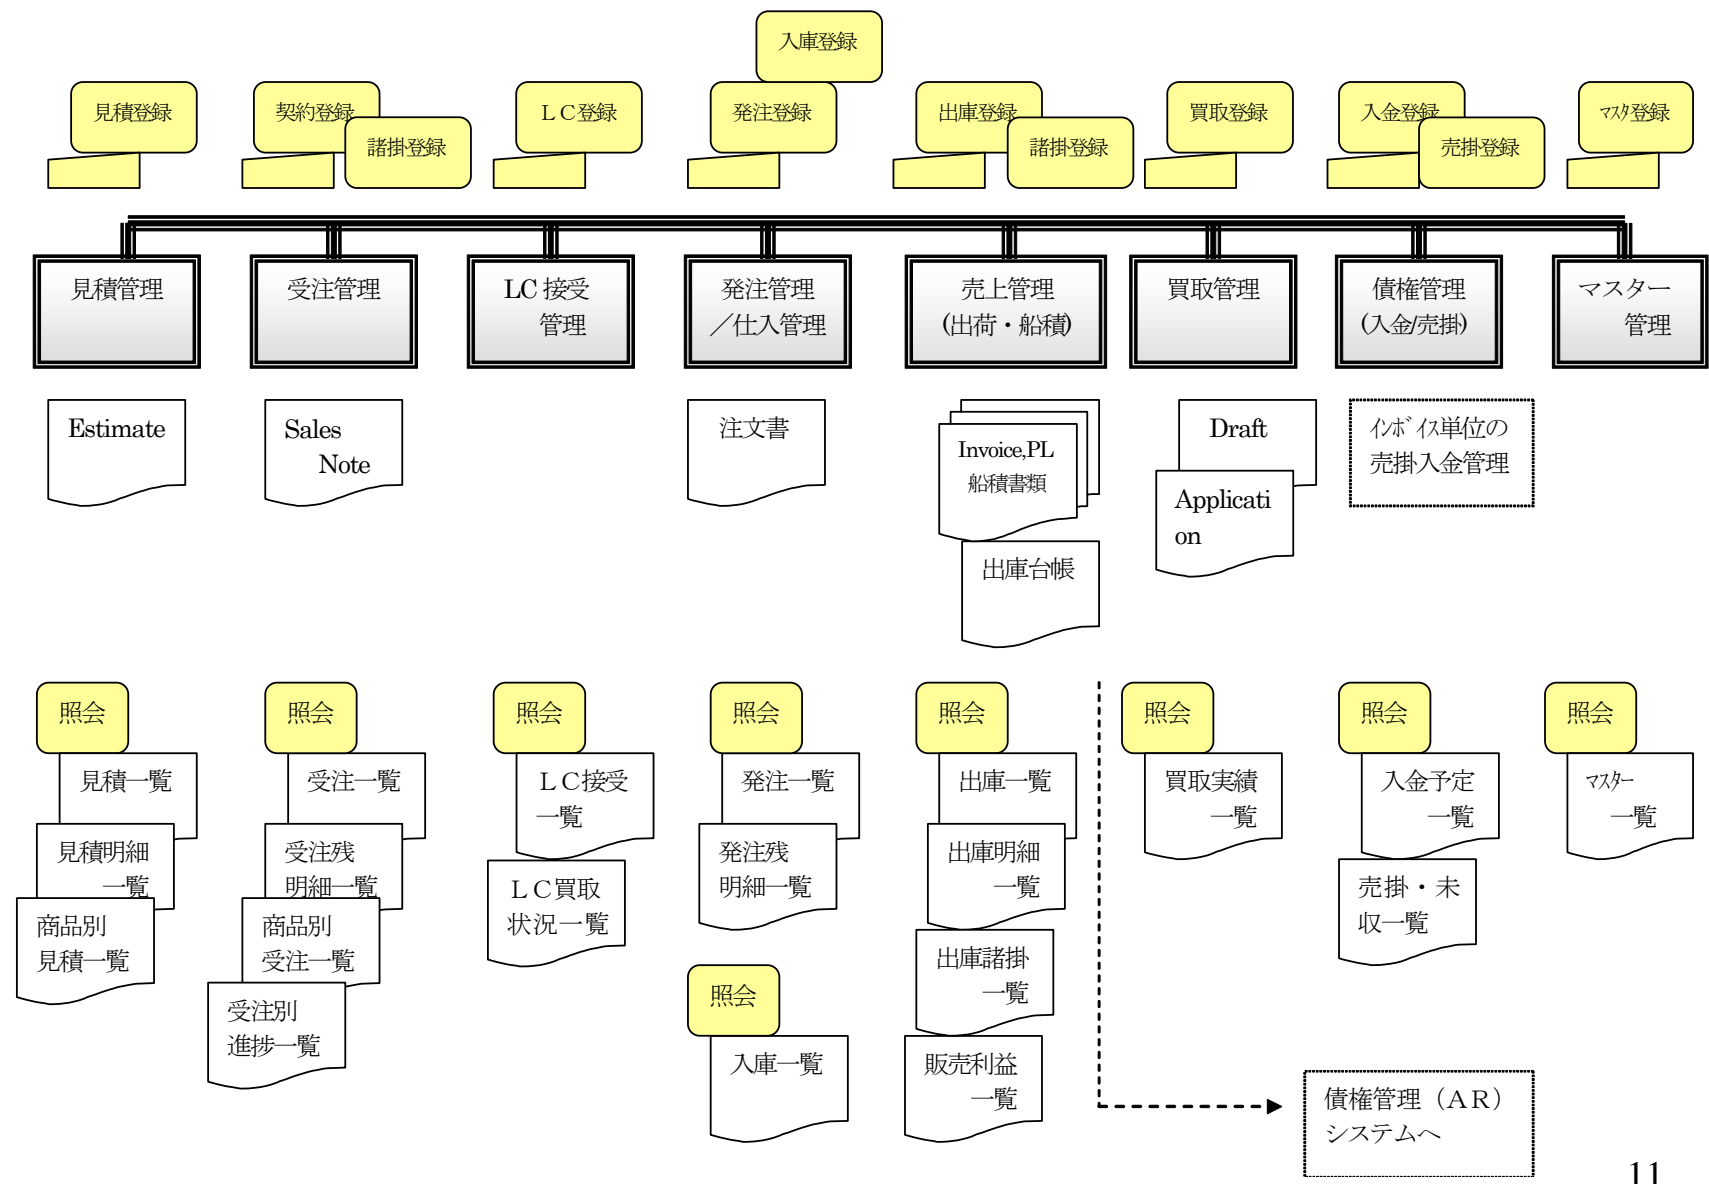 入庫登録
見積登録
契約登録
諸掛登録
ＬＣ登録
発注登録
出庫登録
諸掛登録
買取登録
入金登録
売掛登録
ﾏｽﾀ登録
見積管理
受注管理
LC 接受
管理
発注管理
／仕入管理
売上管理
(出荷・船積)
買取管理
債権管理
(入金/売掛)
マスター
管理
Estimate
Sales
Note
注文書
Invoice,PL
船積書類
出庫台帳
Draft
Applicati
on
ｲﾝﾎﾞｲｽ単位の
売掛入金管理
照会
見積一覧
見積明細
一覧
商品別
見積一覧
照会
受注一覧
受注残
明細一覧
商品別
受注一覧
受注別
進捗一覧
照会
ＬＣ接受
一覧
ＬＣ買取
状況一覧
照会
発注一覧
発注残
明細一覧
照会
入庫一覧
照会
出庫一覧
出庫明細
一覧
出庫諸掛
一覧
販売利益
一覧
照会
買取実績
一覧
照会
入金予定
一覧
売掛・未
収一覧
照会
ﾏｽﾀｰ
一覧
債権管理（ＡＲ）
システムへ
11